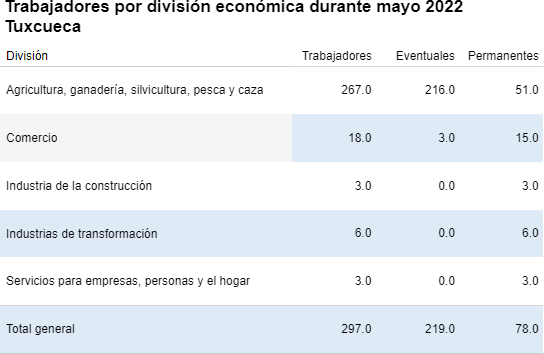 Trabajadores por división económica durante mayo 2022
Tuxcueca
División Trabajadores Eventuales Permanentes
Agricultura, ganadería, silvicultura, pesca y caza 267.0 216.0 51.0
Comercio 18.0 3.0 15.0
Industria de la construcción 3.0 0.0 3.0
Industrias de transformación 6.0 0.0 6.0
Servicios para empresas, personas y el hogar 3.0 0.0 3.0
Total general 297.0 219.0 78.0